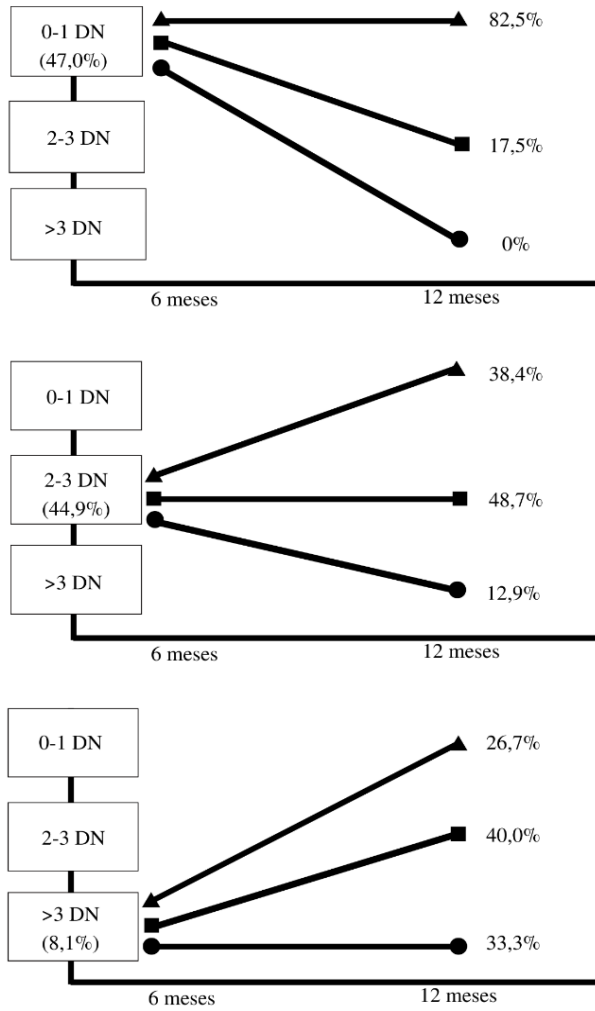 0-1 DN
(47,0%)
82,5%
2-3 DN
17,5%
>3 DN
0%
6 meses
12 meses
0-1 DN
38,4%
2-3 DN
(44,9%)
48,7%
>3 DN
12,9%
6 meses
12 meses
0-1 DN
26,7%
2-3 DN
40,0%
>3 DN
(8,1%)
33,3%
6 meses
12 meses